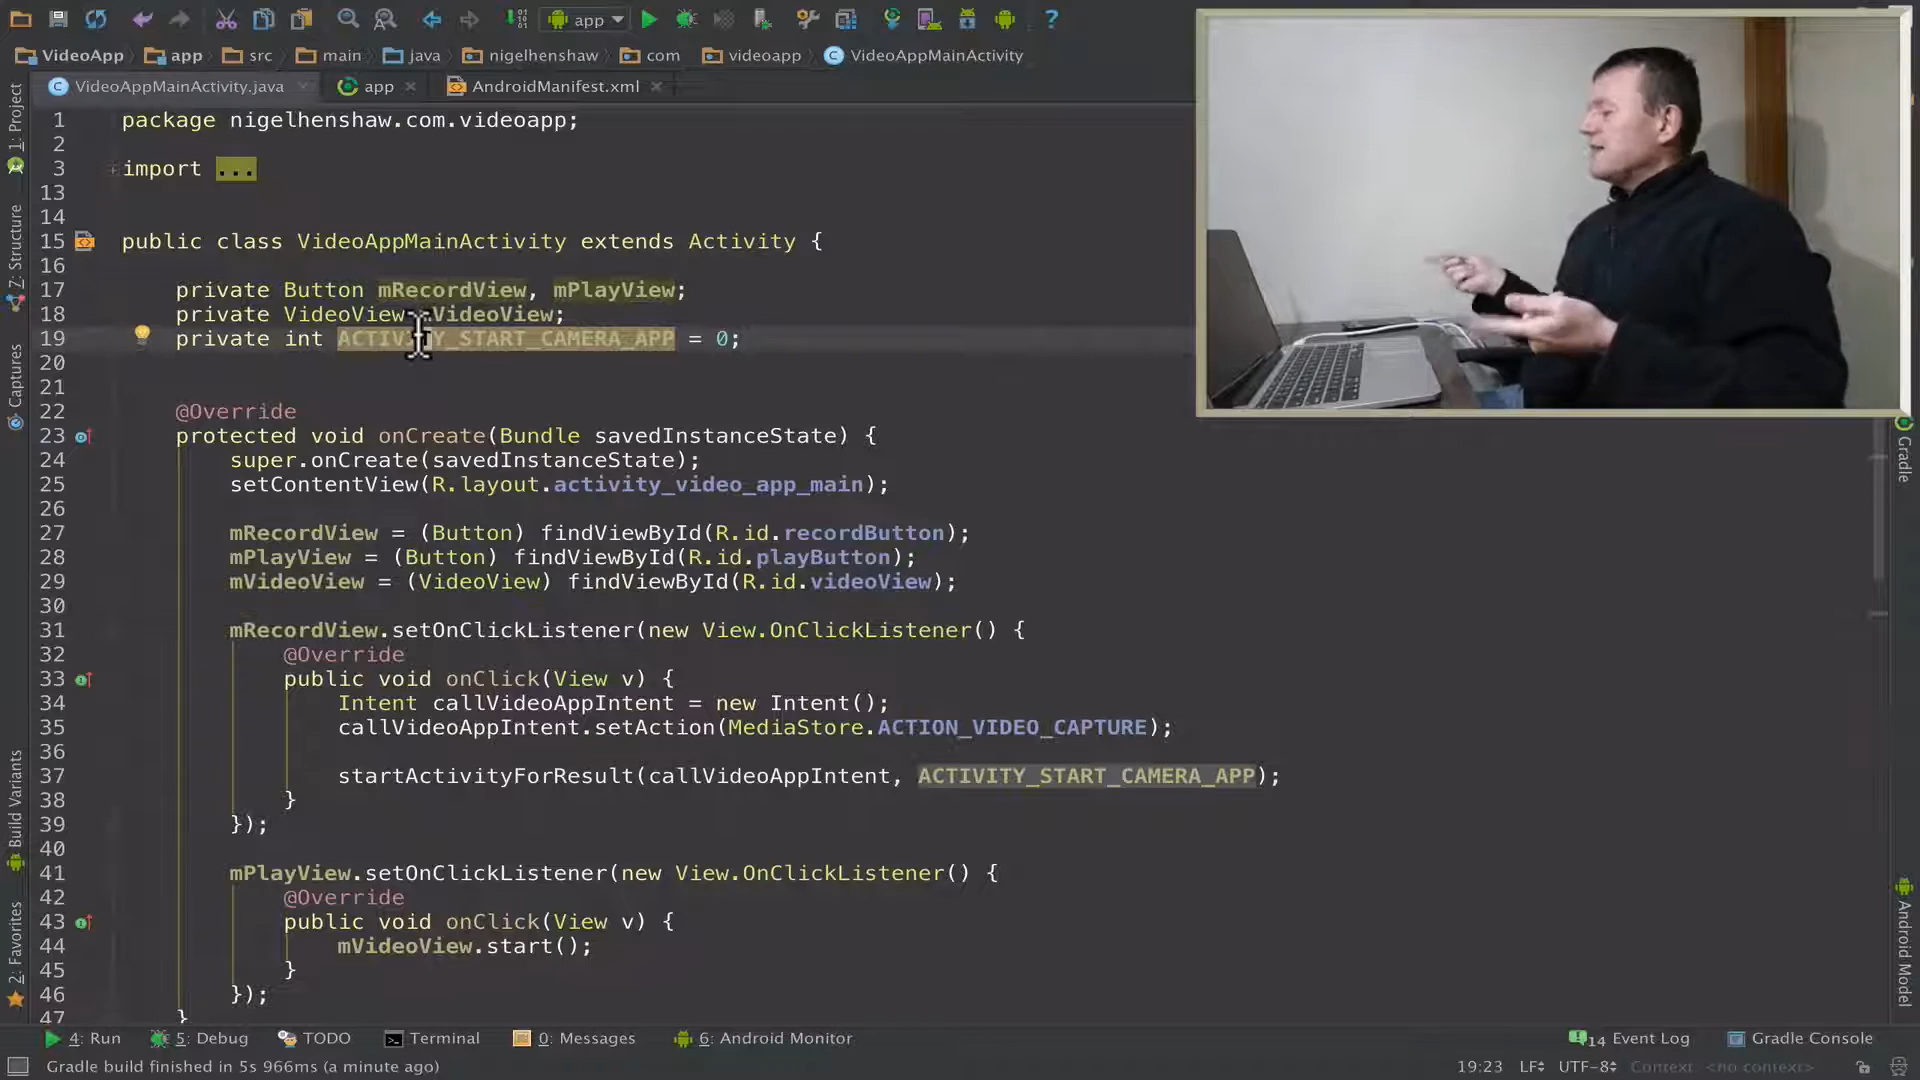 app
VideoApp app src main java nigelhenshaw com videoapp VideoAppMainActivity
VideoAppMainActivity.java app AndroidManifest.xml
1 package nigelhenshaw.com.videoapp;
2
3 import ...
13
14
15 public class VideoAppMainActivity extends Activity {
16
17 private Button mRecordView, mPlayView;
18 private VideoView mVideoView;
19 private int ACTIVITY_START_CAMERA_APP = 0;
20
21
22 @Override
23 protected void onCreate(Bundle savedInstanceState) {
24 super.onCreate(savedInstanceState);
25 setContentView(R.layout.activity_video_app_main);
26
27 mRecordView = (Button) findViewById(R.id.recordButton);
28 mPlayView = (Button) findViewById(R.id.playButton);
29 mVideoView = (VideoView) findViewById(R.id.videoView);
30
31 mRecordView.setOnClickListener(new View.OnClickListener() {
32 @Override
33 public void onClick(View v) {
34 Intent callVideoAppIntent = new Intent();
35 callVideoAppIntent.setAction(MediaStore.ACTION_VIDEO_CAPTURE);
36
37 startActivityForResult(callVideoAppIntent, ACTIVITY_START_CAMERA_APP);
38 }
39 });
40
41 mPlayView.setOnClickListener(new View.OnClickListener() {
42 @Override
43 public void onClick(View v) {
44 mVideoView.start();
45 }
46 });
47 }
1: Project
7: Structure
Captures
Build Variants
2: Favorites
Gradle
Android Model
4: Run 5: Debug TODO Terminal 0: Messages 6: Android Monitor 14 Event Log Gradle Console
Gradle build finished in 5s 966ms (a minute ago) 19:23 LF UTF-8 Context: <no context>